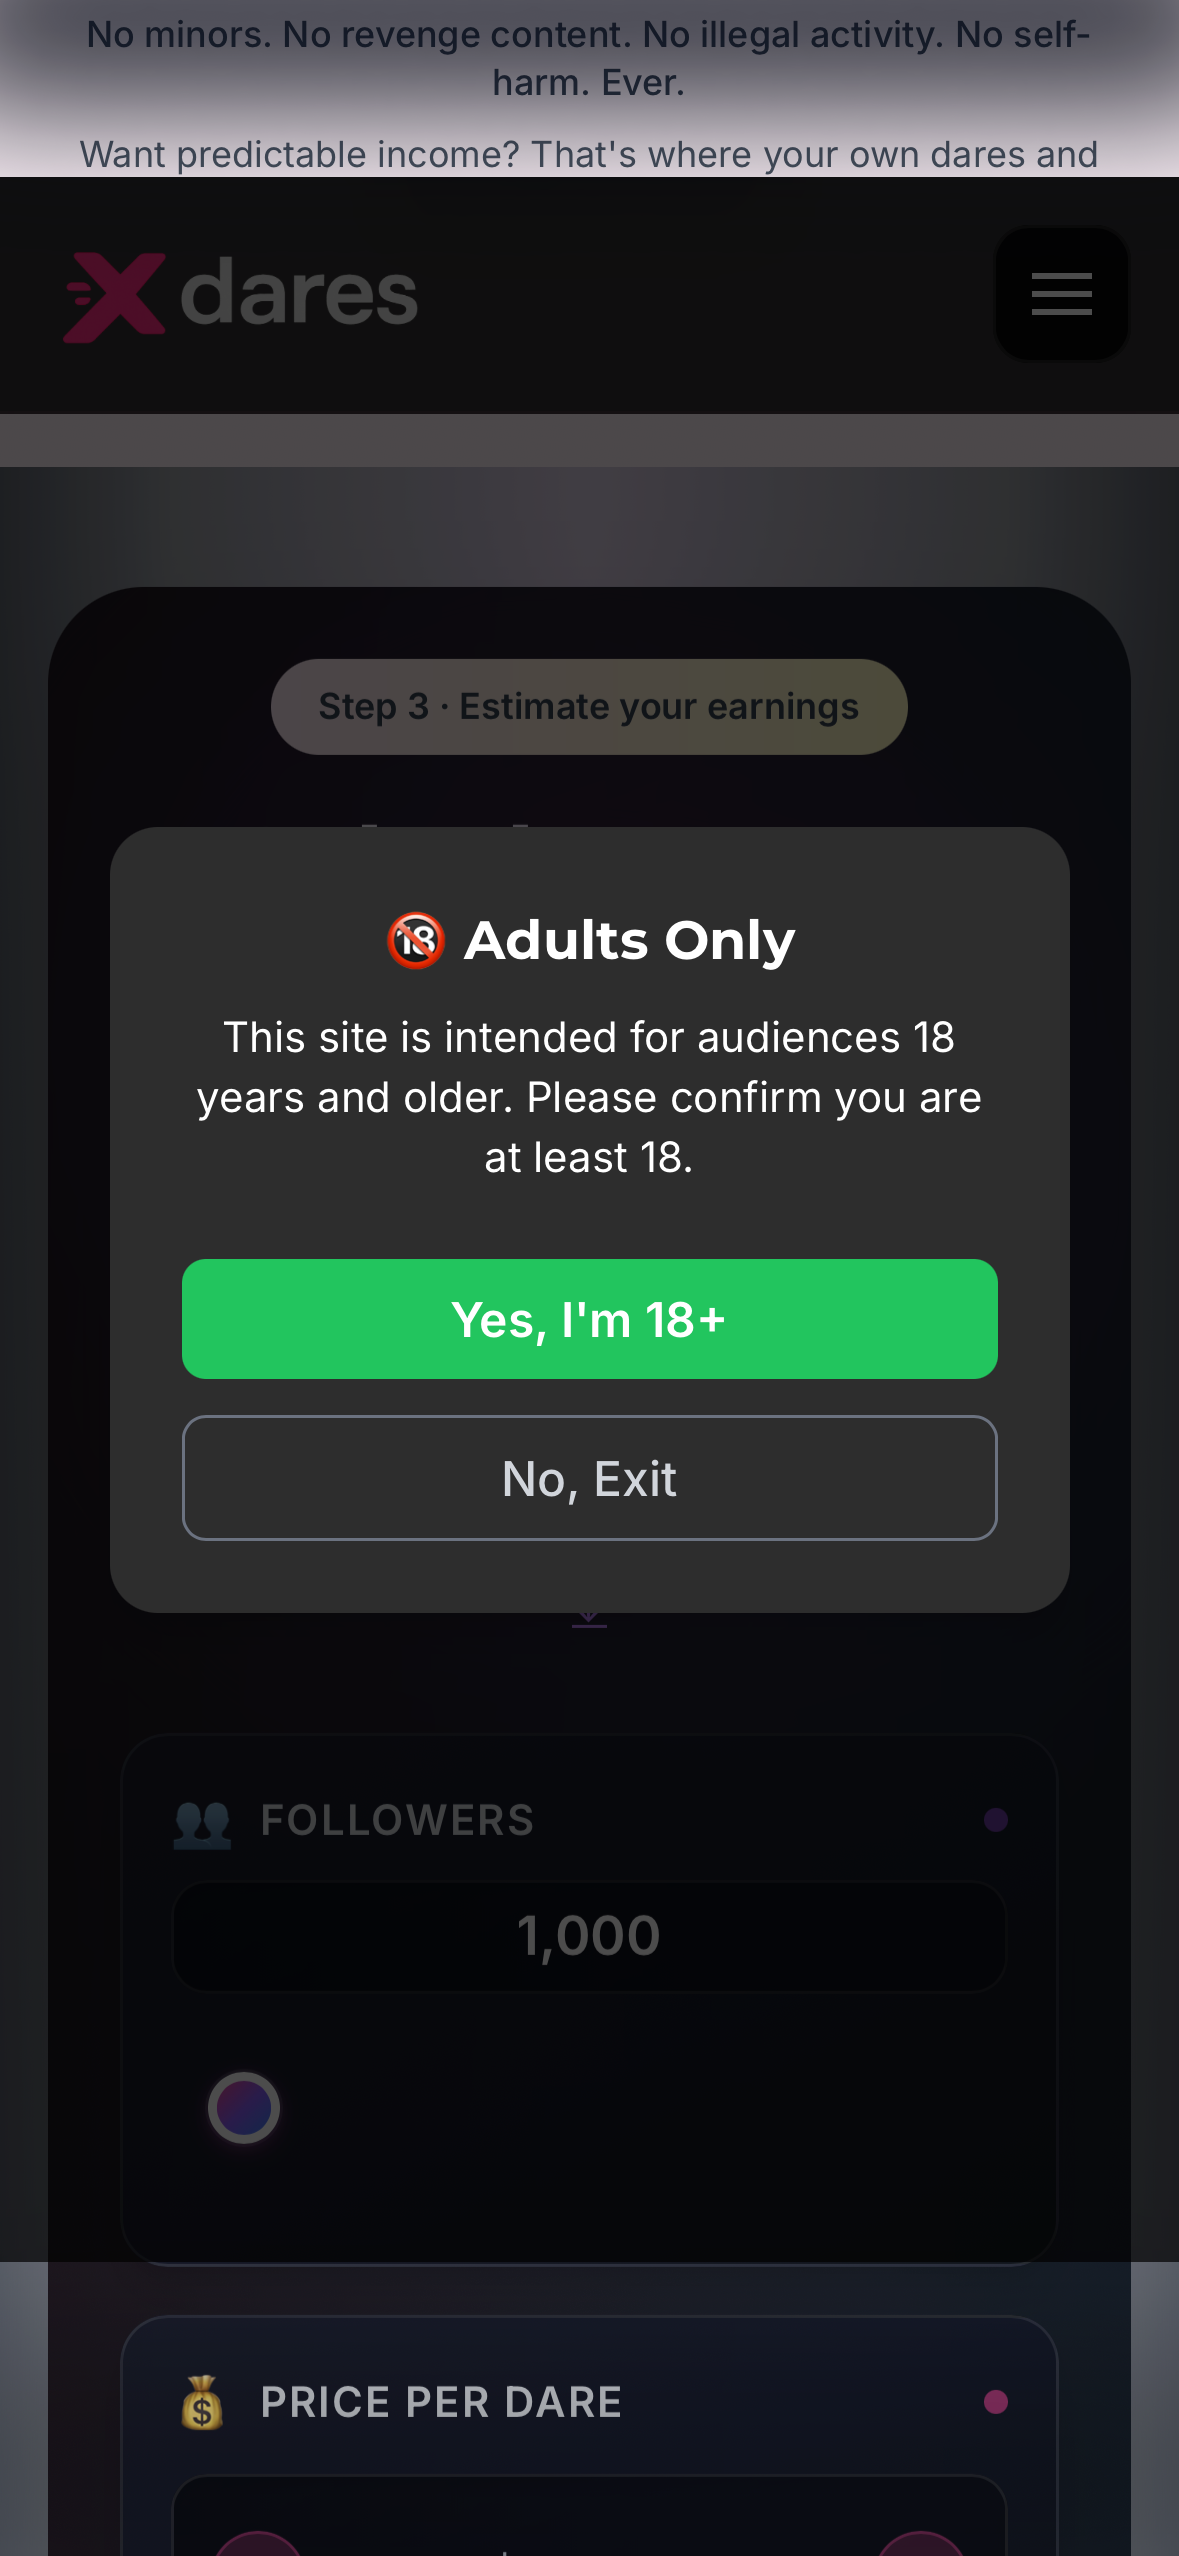 No minors. No revenge content. No illegal activity. No self-
harm. Ever.
Want predictable income? That's where your own dares and
X dares
Step 3 · Estimate your earnings
🔞 Adults Only
This site is intended for audiences 18
years and older. Please confirm you are
at least 18.
Yes, I'm 18+
No, Exit
👥 FOLLOWERS
1,000
💰 PRICE PER DARE